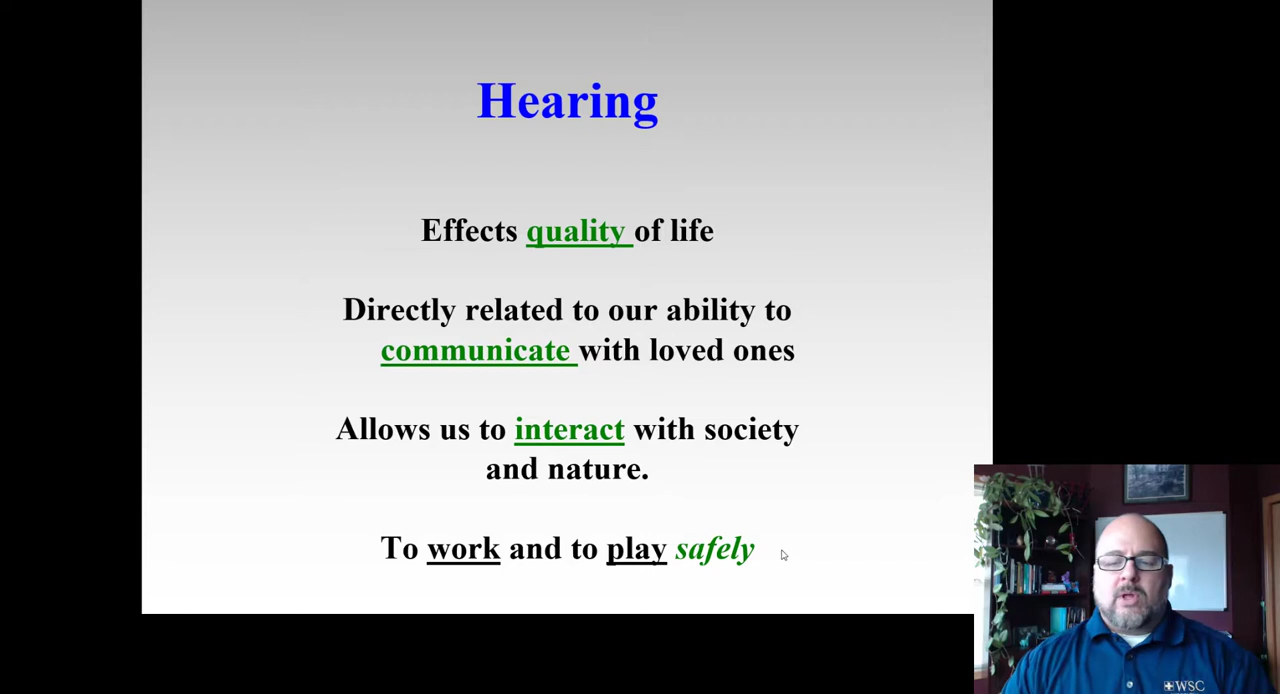 Hearing
Effects quality of life
Directly related to our ability to
communicate with loved ones
Allows us to interact with society
and nature.
To work and to play safely
WSC